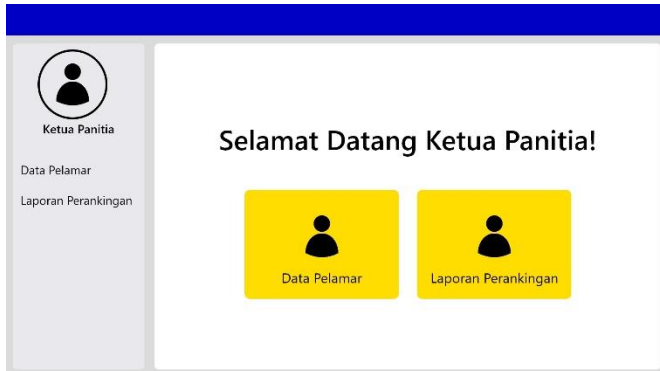 Ketua Panitia
Data Pelamar
Laporan Perankingan
Selamat Datang Ketua Panitia!
Data Pelamar
Laporan Perankingan